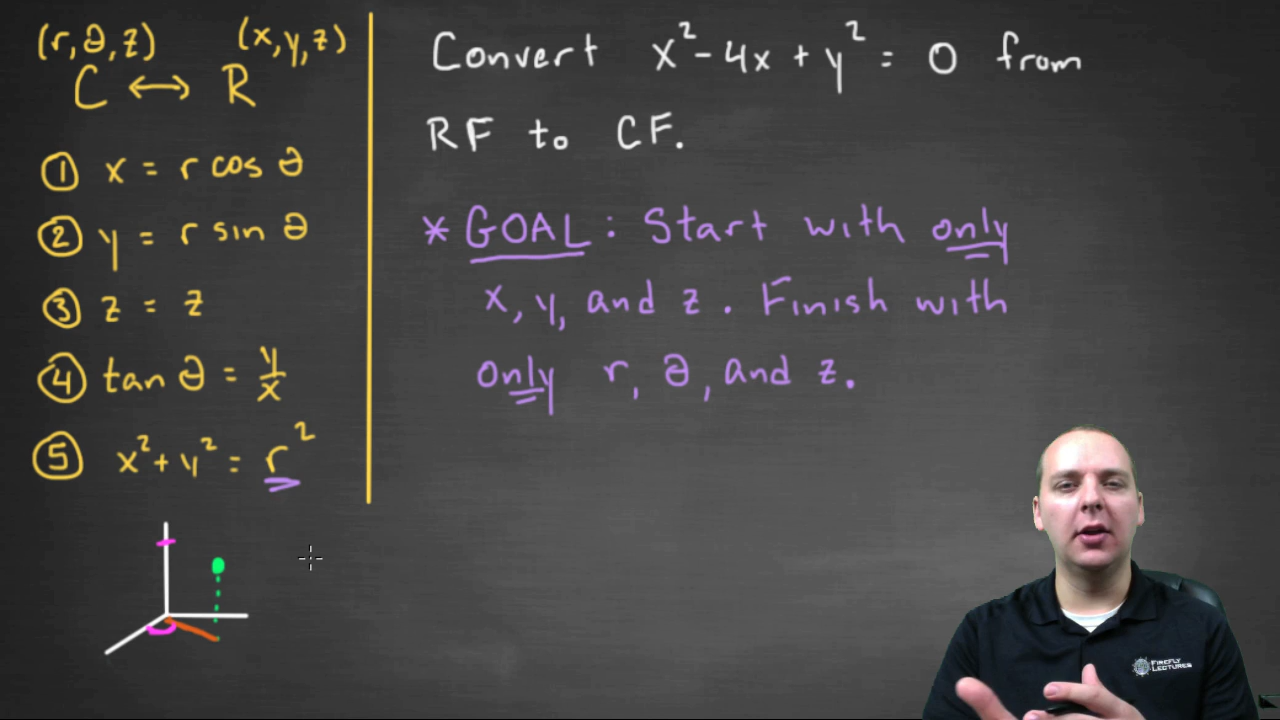 (r, θ, z) (x, y, z)
C ↔ R
① x = r cos θ
② y = r sin θ
③ z = z
④ tan θ = y/x
⑤ x² + y² = r²
Convert x² - 4x + y² = 0 from
RF to CF.
* GOAL: Start with only
x, y, and z. Finish with
only r, θ, and z.
FIREFLY
LECTURES